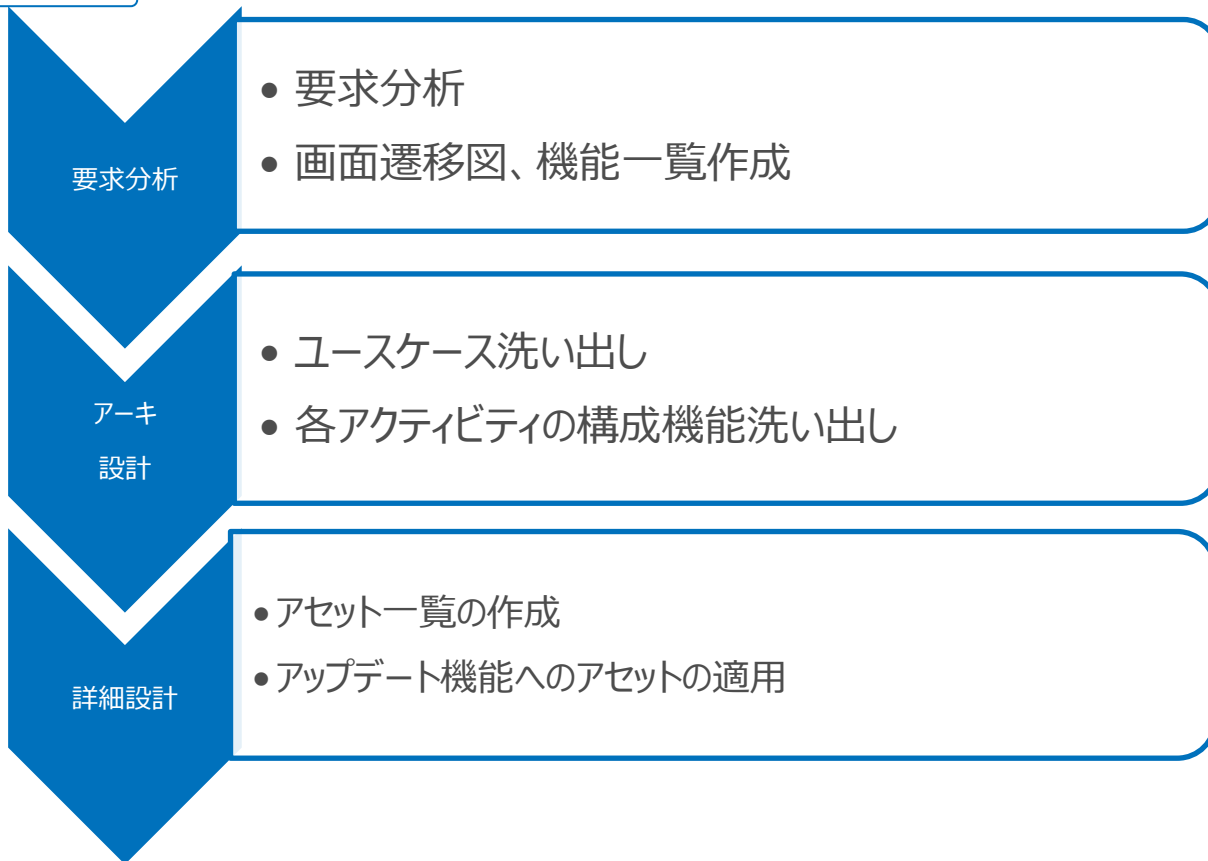 要求分析
• 要求分析
• 画面遷移図、機能一覧作成
アーキ
設計
• ユースケース洗い出し
• 各アクティビティの構成機能洗い出し
詳細設計
• アセット一覧の作成
• アップデート機能へのアセットの適用